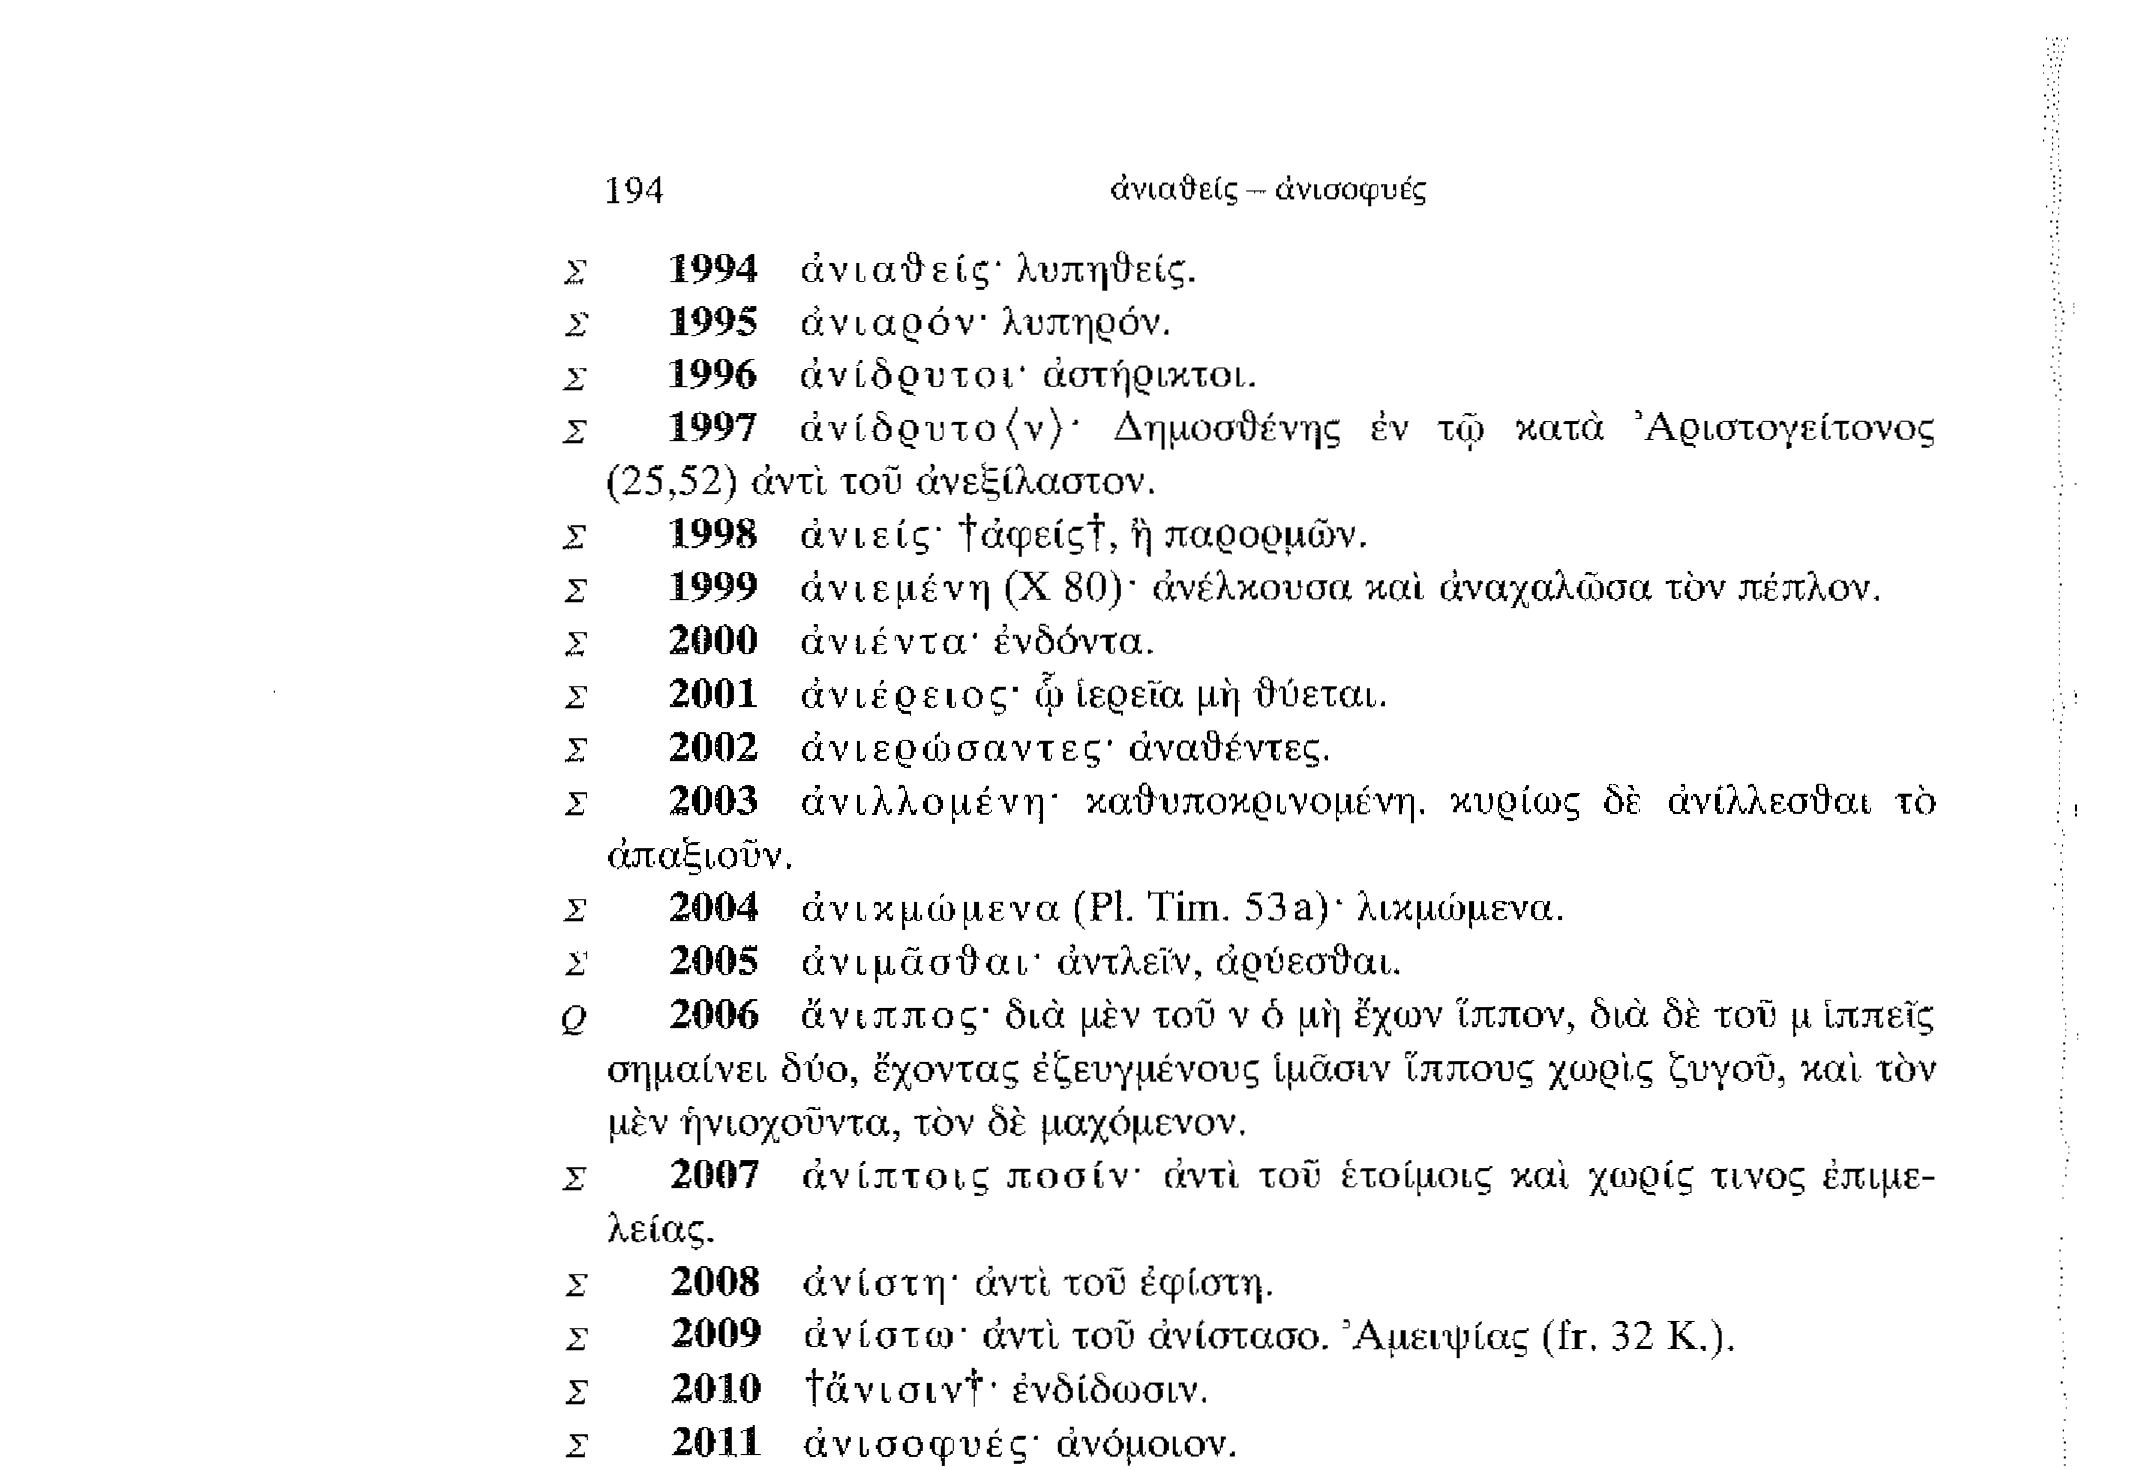 194 ἀνιαθείς – ἀνισοφυές
Σ 1994 ἀνιαθείς· λυπηθείς.
Σ 1995 ἀνιαρόν· λυπηρόν.
Σ 1996 ἀνίδρυτοι· ἀστήρικτοι.
Σ 1997 ἀνίδρυτο⟨ν⟩· Δημοσθένης ἐν τῷ κατὰ Ἀριστογείτονος
(25,52) ἀντὶ τοῦ ἀνεξίλαστον.
Σ 1998 ἀνιείς· †ἀφείς†, ἢ παρορμῶν.
Σ 1999 ἀνιεμένη (Χ 80)· ἀνέλκουσα καὶ ἀναχαλῶσα τὸν πέπλον.
Σ 2000 ἀνιέντα· ἐνδόντα.
Σ 2001 ἀνιέρειος· ᾧ ἱερεῖα μὴ θύεται.
Σ 2002 ἀνιερώσαντες· ἀναθέντες.
Σ 2003 ἀνιλλομένη· καθυποκρινομένη. κυρίως δὲ ἀνίλλεσθαι τὸ
ἀπαξιοῦν.
Σ 2004 ἀνικμώμενα (Pl. Tim. 53a)· λικμώμενα.
Σ 2005 ἀνιμᾶσθαι· ἀντλεῖν, ἀρύεσθαι.
Q 2006 ἄνιππος· διὰ μὲν τοῦ ν ὁ μὴ ἔχων ἵππον, διὰ δὲ τοῦ μ ἱππεῖς
σημαίνει δύο, ἔχοντας ἐζευγμένους ἱμᾶσιν ἵππους χωρὶς ζυγοῦ, καὶ τὸν
μὲν ἡνιοχοῦντα, τὸν δὲ μαχόμενον.
Σ 2007 ἀνίπτοις ποσίν· ἀντὶ τοῦ ἑτοίμοις καὶ χωρίς τινος ἐπιμε-
λείας.
Σ 2008 ἀνίστη· ἀντὶ τοῦ ἐφίστη.
Σ 2009 ἀνίστω· ἀντὶ τοῦ ἀνίστασο. Ἀμειψίας (fr. 32 K.).
Σ 2010 †ἄνισιν†· ἐνδίδωσιν.
Σ 2011 ἀνισοφυές· ἀνόμοιον.